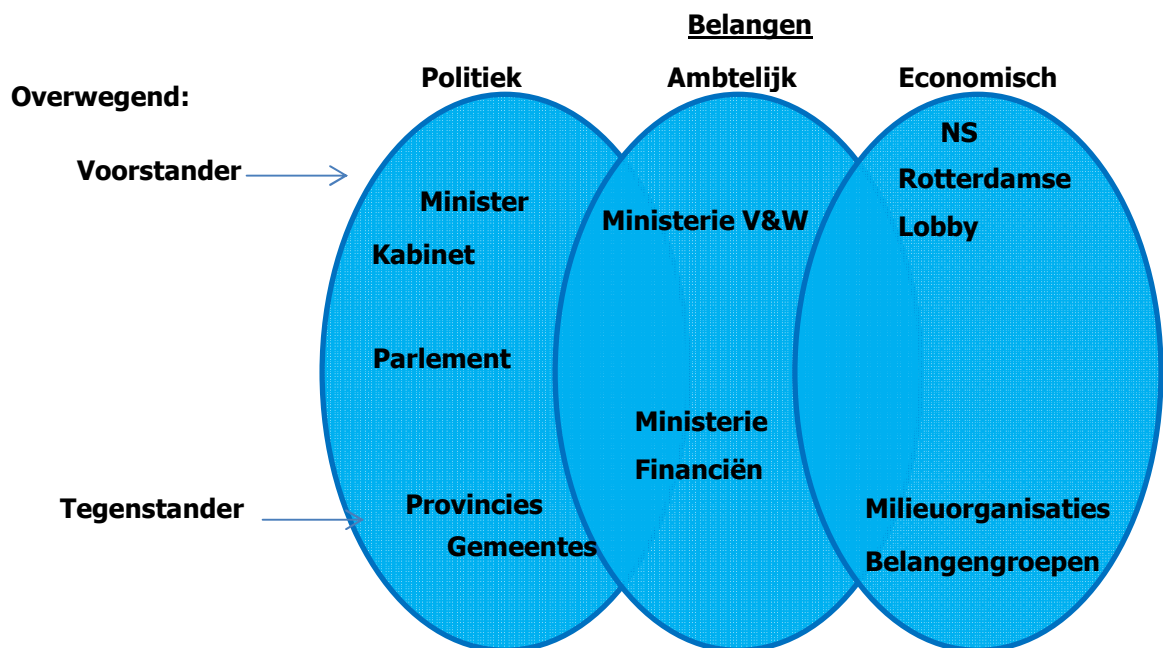 Belangen
Politiek Ambtelijk Economisch
Overwegend:
NS
Voorstander
Rotterdamse
Minister
Ministerie V&W
Lobby
Kabinet
Parlement
Ministerie
Financiën
Tegenstander
Provincies
Milieuorganisaties
Gemeentes
Belangengroepen